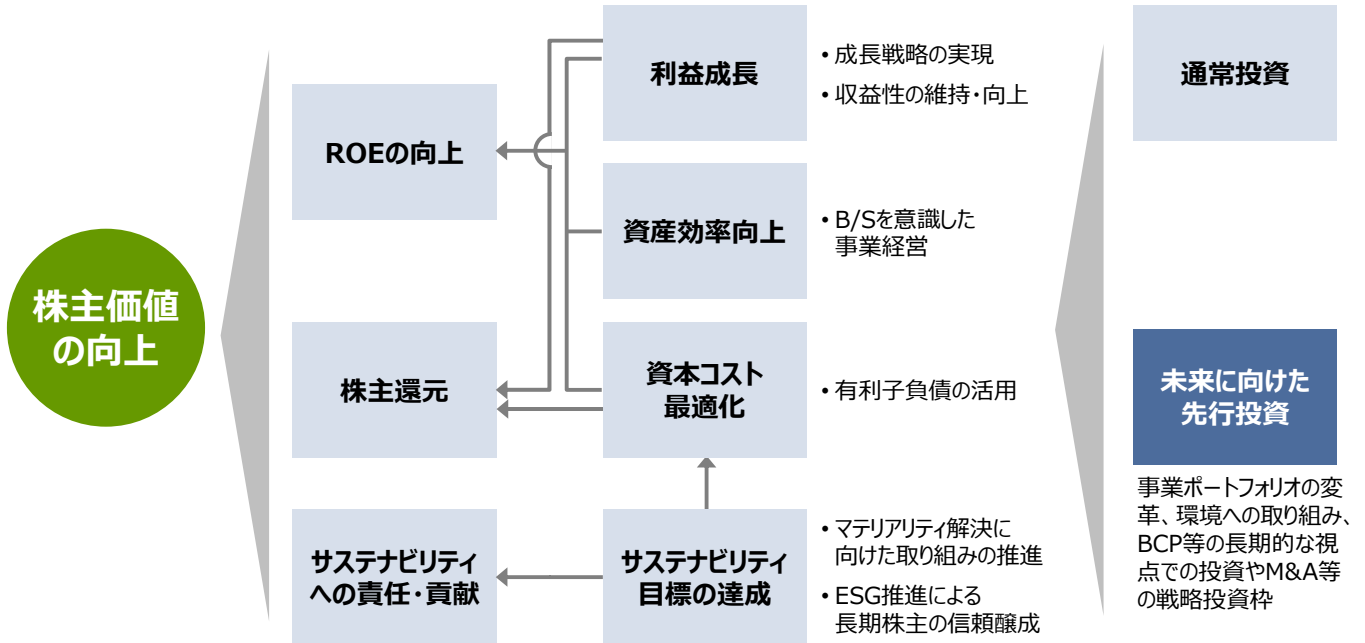 株主価値
の向上
ROEの向上
株主還元
サステナビリティ
への責任・貢献
利益成長
• 成長戦略の実現
• 収益性の維持・向上
資産効率向上
• B/Sを意識した
事業経営
資本コスト
最適化
• 有利子負債の活用
サステナビリティ
目標の達成
• マテリアリティ解決に
向けた取り組みの推進
• ESG推進による
長期株主の信頼醸成
通常投資
未来に向けた
先行投資
事業ポートフォリオの変
革、環境への取り組み、
BCP等の長期的な視
点での投資やM&A等
の戦略投資枠